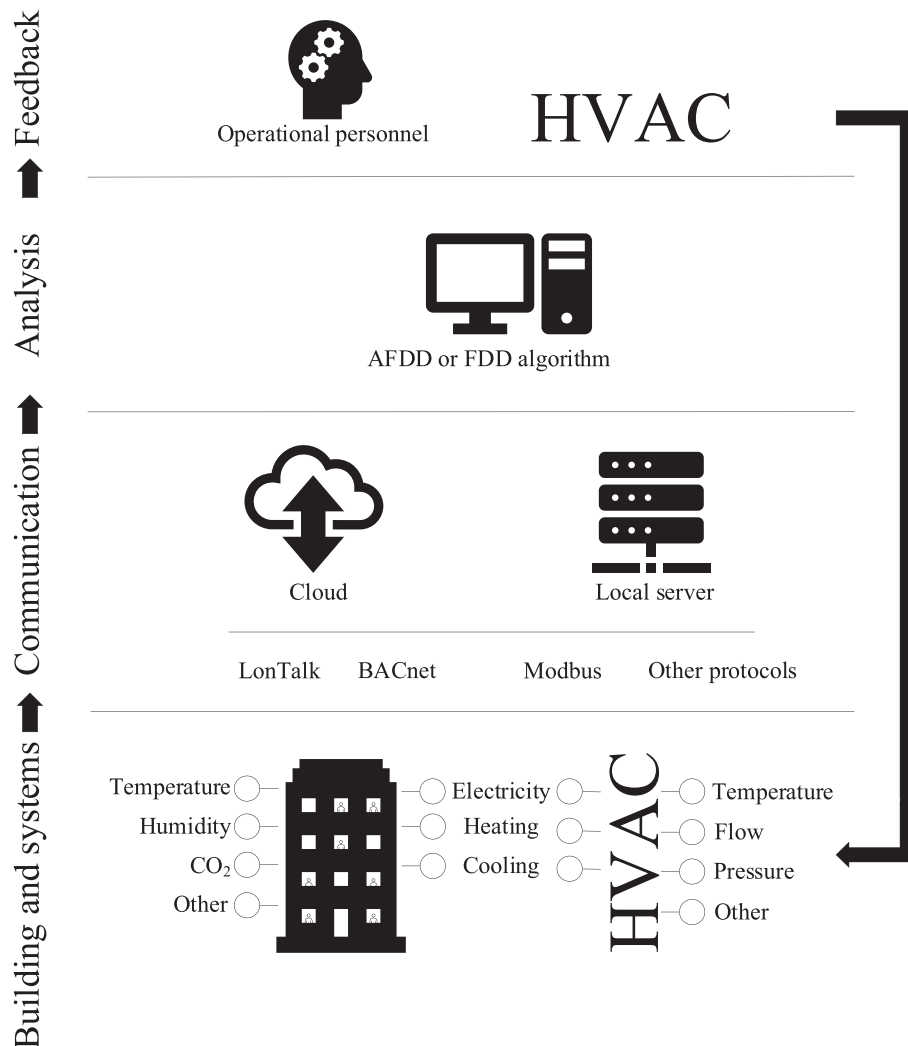 Feedback
Operational personnel
HVAC
Analysis
AFDD or FDD algorithm
Communication
Cloud
Local server
LonTalk
BACnet
Modbus
Other protocols
Building and systems
Temperature
Humidity
CO₂
Other
Electricity
Heating
Cooling
HVAC
Temperature
Flow
Pressure
Other